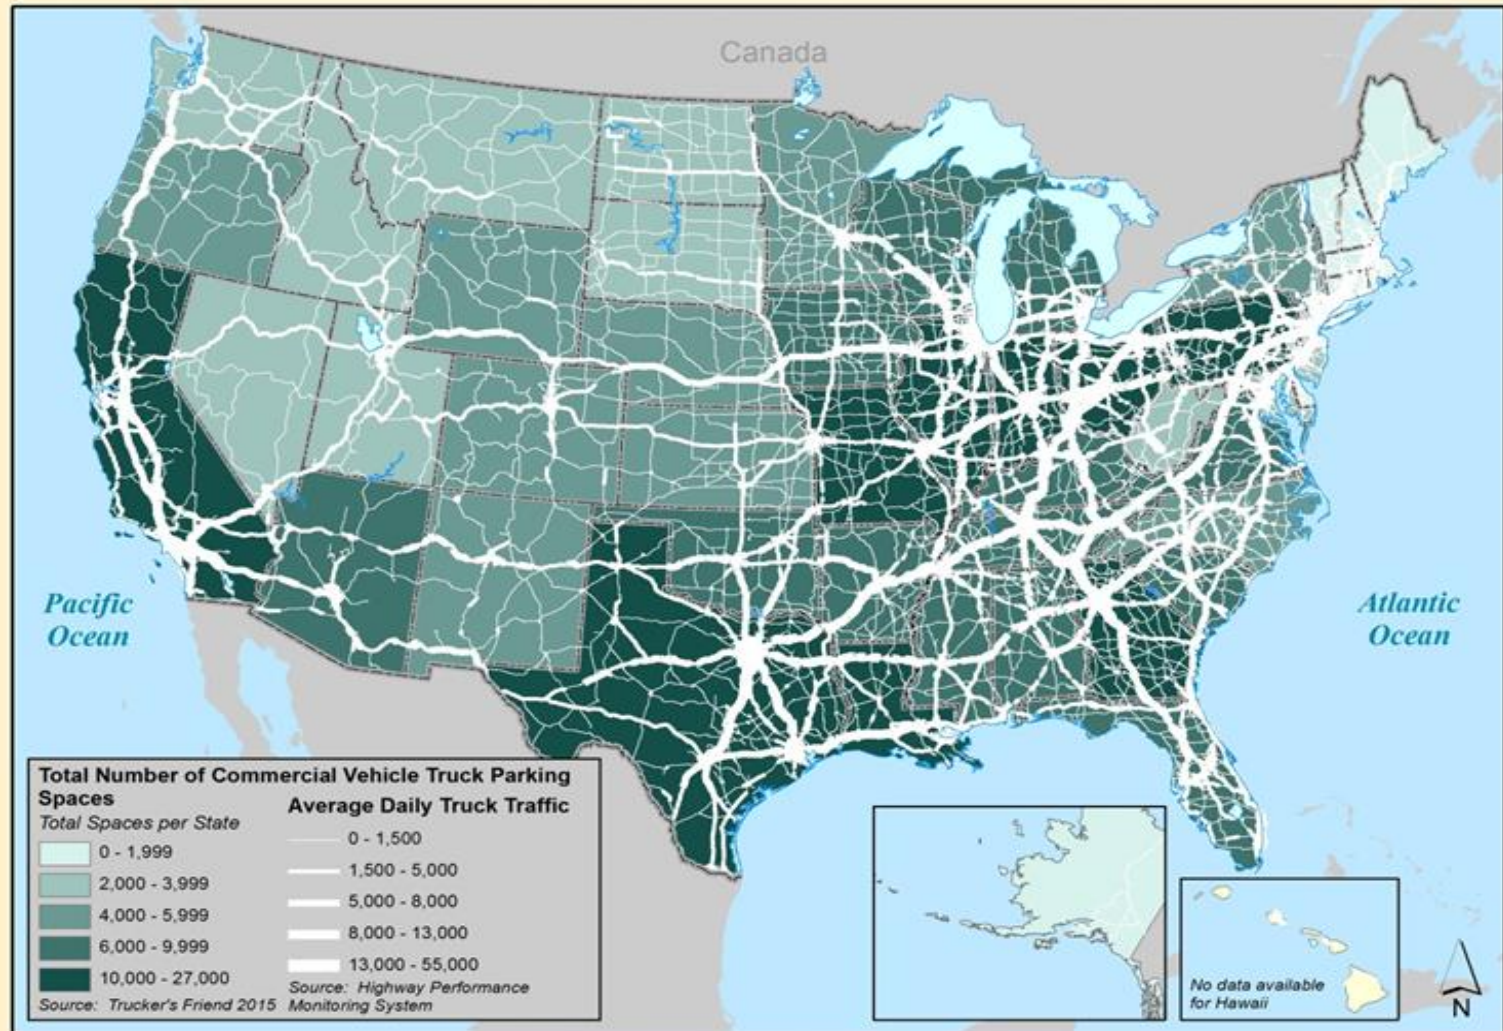 Canada
Pacific
Ocean
Atlantic
Ocean
Total Number of Commercial Vehicle Truck Parking
Spaces
Total Spaces per State
0 - 1,999
2,000 - 3,999
4,000 - 5,999
6,000 - 9,999
10,000 - 27,000
Source: Trucker's Friend 2015
Average Daily Truck Traffic
0 - 1,500
1,500 - 5,000
5,000 - 8,000
8,000 - 13,000
13,000 - 55,000
Source: Highway Performance
Monitoring System
No data available
for Hawaii
N